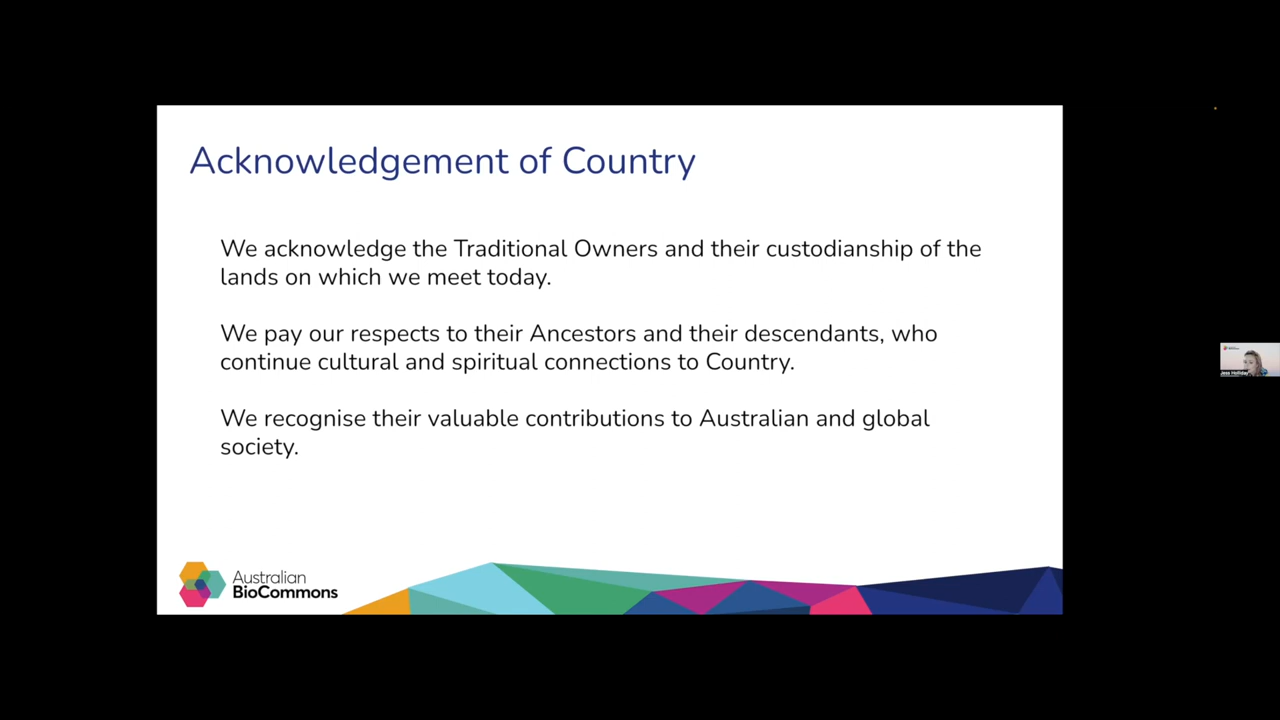 Acknowledgement of Country
We acknowledge the Traditional Owners and their custodianship of the
lands on which we meet today.
We pay our respects to their Ancestors and their descendants, who
continue cultural and spiritual connections to Country.
We recognise their valuable contributions to Australian and global
society.
Australian
BioCommons
Jess Holliday